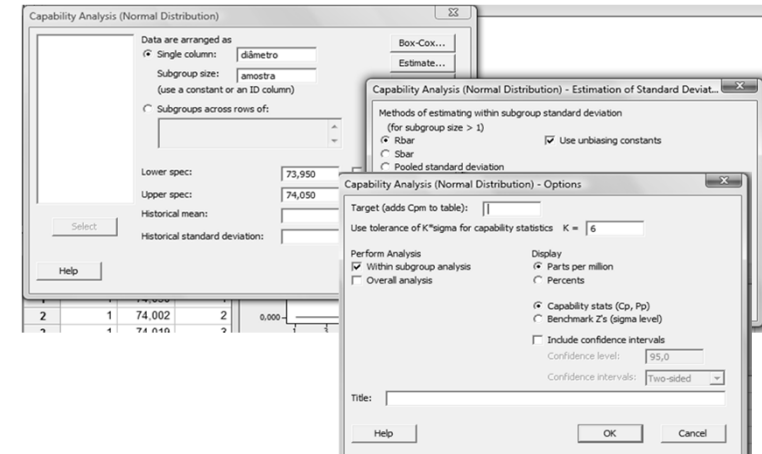 Capability Analysis (Normal Distribution)
Data are arranged as
Single column: diâmetro
Subgroup size: amostra
(use a constant or an ID column)
Subgroups across rows of:
Lower spec: 73,950
Upper spec: 74,050
Historical mean:
Historical standard deviation:
Box-Cox...
Estimate...
Select
Help
Capability Analysis (Normal Distribution) - Estimation of Standard Deviat...
Methods of estimating within subgroup standard deviation
(for subgroup size > 1)
Rbar
Use unbiasing constants
Sbar
Pooled standard deviation
Capability Analysis (Normal Distribution) - Options
Target (adds Cpm to table):
Use tolerance of K*sigma for capability statistics K = 6
Perform Analysis
Within subgroup analysis
Overall analysis
Display
Parts per million
Percents
Capability stats (Cp, Pp)
Benchmark Z's (sigma level)
Include confidence intervals
Confidence level: 95,0
Confidence intervals: Two-sided
Title:
Help
OK
Cancel
2 1 74,002 2
0,000
1 74,019